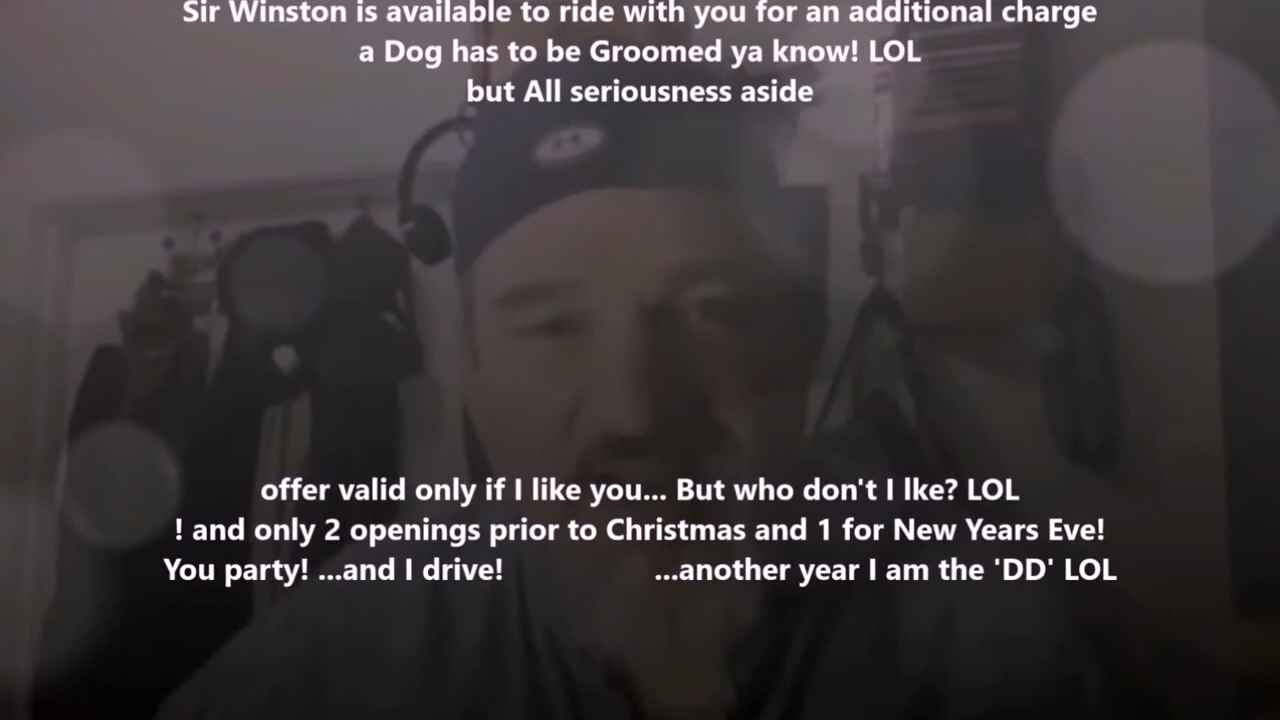 Sir Winston is available to ride with you for an additional charge
a Dog has to be Groomed ya know! LOL
but All seriousness aside
offer valid only if I like you... But who don't I lke? LOL
! and only 2 openings prior to Christmas and 1 for New Years Eve!
You party! ...and I drive! ...another year I am the 'DD' LOL